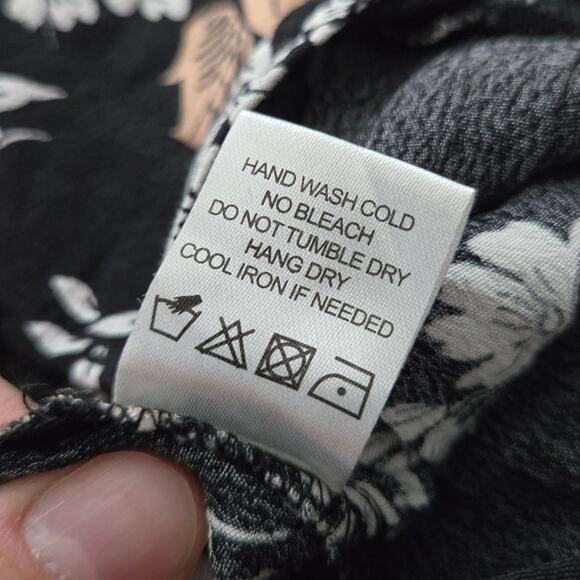 HAND WASH COLD
NO BLEACH
DO NOT TUMBLE DRY
HANG DRY
COOL IRON IF NEEDED